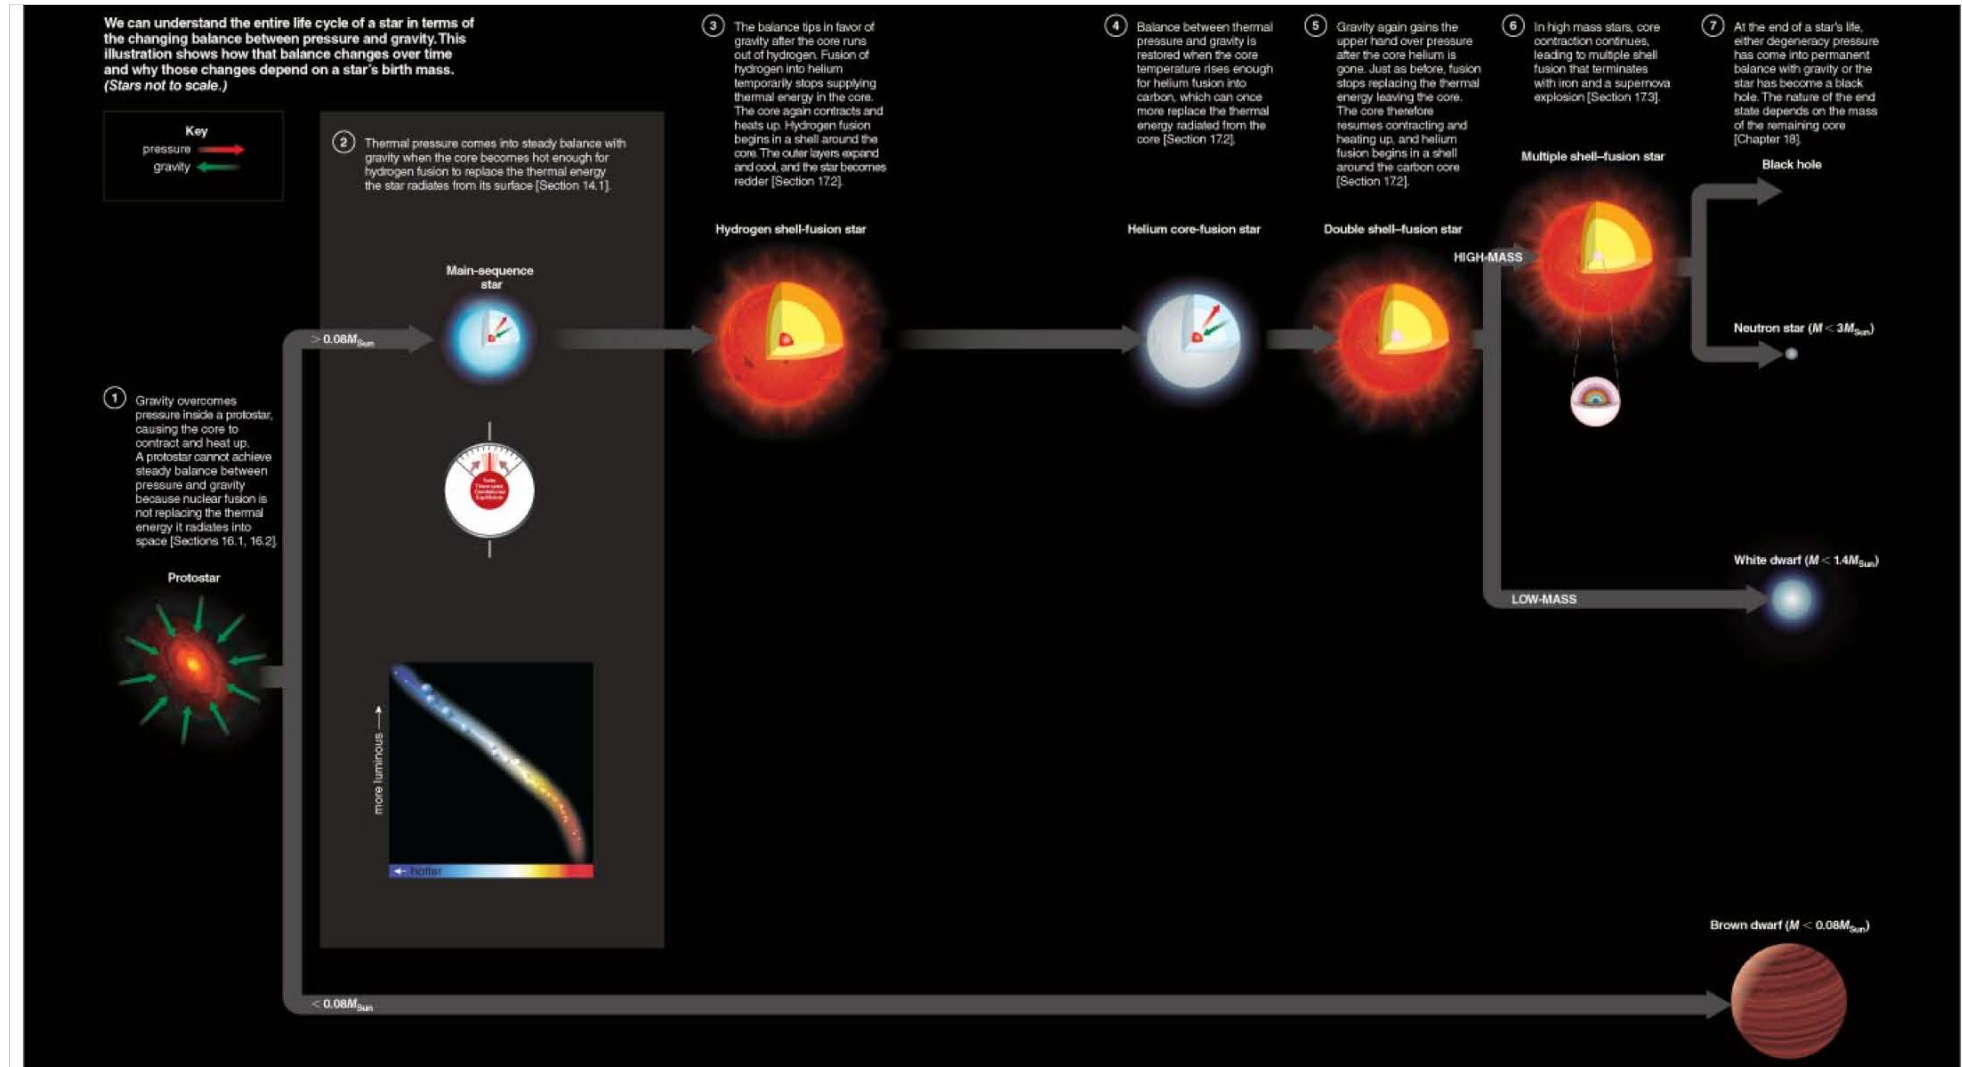 We can understand the entire life cycle of a star in terms of
the changing balance between pressure and gravity. This
illustration shows how that balance changes over time
and why those changes depend on a star's birth mass.
(Stars not to scale.)
Key
pressure
gravity
1
Gravity overcomes
pressure inside a protostar,
causing the core to
contract and heat up.
A protostar cannot achieve
steady balance between
pressure and gravity
because nuclear fusion is
not replacing the thermal
energy it radiates into
space [Sections 16.1, 16.2].
Protostar
> 0.08MSun
< 0.08MSun
2
Thermal pressure comes into steady balance with
gravity when the core becomes hot enough for
hydrogen fusion to replace the thermal energy
the star radiates from its surface [Section 14.1].
Main-sequence
star
Solar
Thermostat
Gravitational
Equilibrium
more luminous
hotter
3
The balance tips in favor of
gravity after the core runs
out of hydrogen. Fusion of
hydrogen into helium
temporarily stops supplying
thermal energy in the core.
The core again contracts and
heats up. Hydrogen fusion
begins in a shell around the
core. The outer layers expand
and cool, and the star becomes
redder [Section 17.2].
Hydrogen shell-fusion star
4
Balance between thermal
pressure and gravity is
restored when the core
temperature rises enough
for helium fusion into
carbon, which can once
more replace the thermal
energy radiated from the
core [Section 17.2].
Helium core-fusion star
5
Gravity again gains the
upper hand over pressure
after the core helium is
gone. Just as before, fusion
stops replacing the thermal
energy leaving the core.
The core therefore
resumes contracting and
heating up, and helium
fusion begins in a shell
around the carbon core
[Section 17.2].
Double shell–fusion star
HIGH-MASS
LOW-MASS
6
In high mass stars, core
contraction continues,
leading to multiple shell
fusion that terminates
with iron and a supernova
explosion [Section 17.3].
Multiple shell–fusion star
7
At the end of a star's life,
either degeneracy pressure
has come into permanent
balance with gravity or the
star has become a black
hole. The nature of the end
state depends on the mass
of the remaining core
[Chapter 18].
Black hole
Neutron star (M < 3MSun)
White dwarf (M < 1.4MSun)
Brown dwarf (M < 0.08MSun)